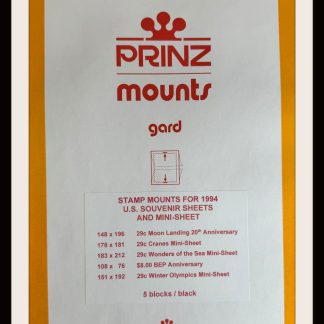 PRINZ
mounts
gard
STAMP MOUNTS FOR 1994
U.S. SOUVENIR SHEETS
AND MINI-SHEET
148 x 196 29c Moon Landing 20th Anniversary
178 x 181 29c Cranes Mini-Sheet
183 x 212 29c Wonders of the Sea Mini-Sheet
108 x 76 $8.00 BEP Anniversary
151 x 192 29c Winter Olympics Mini-Sheet
5 blocks / black